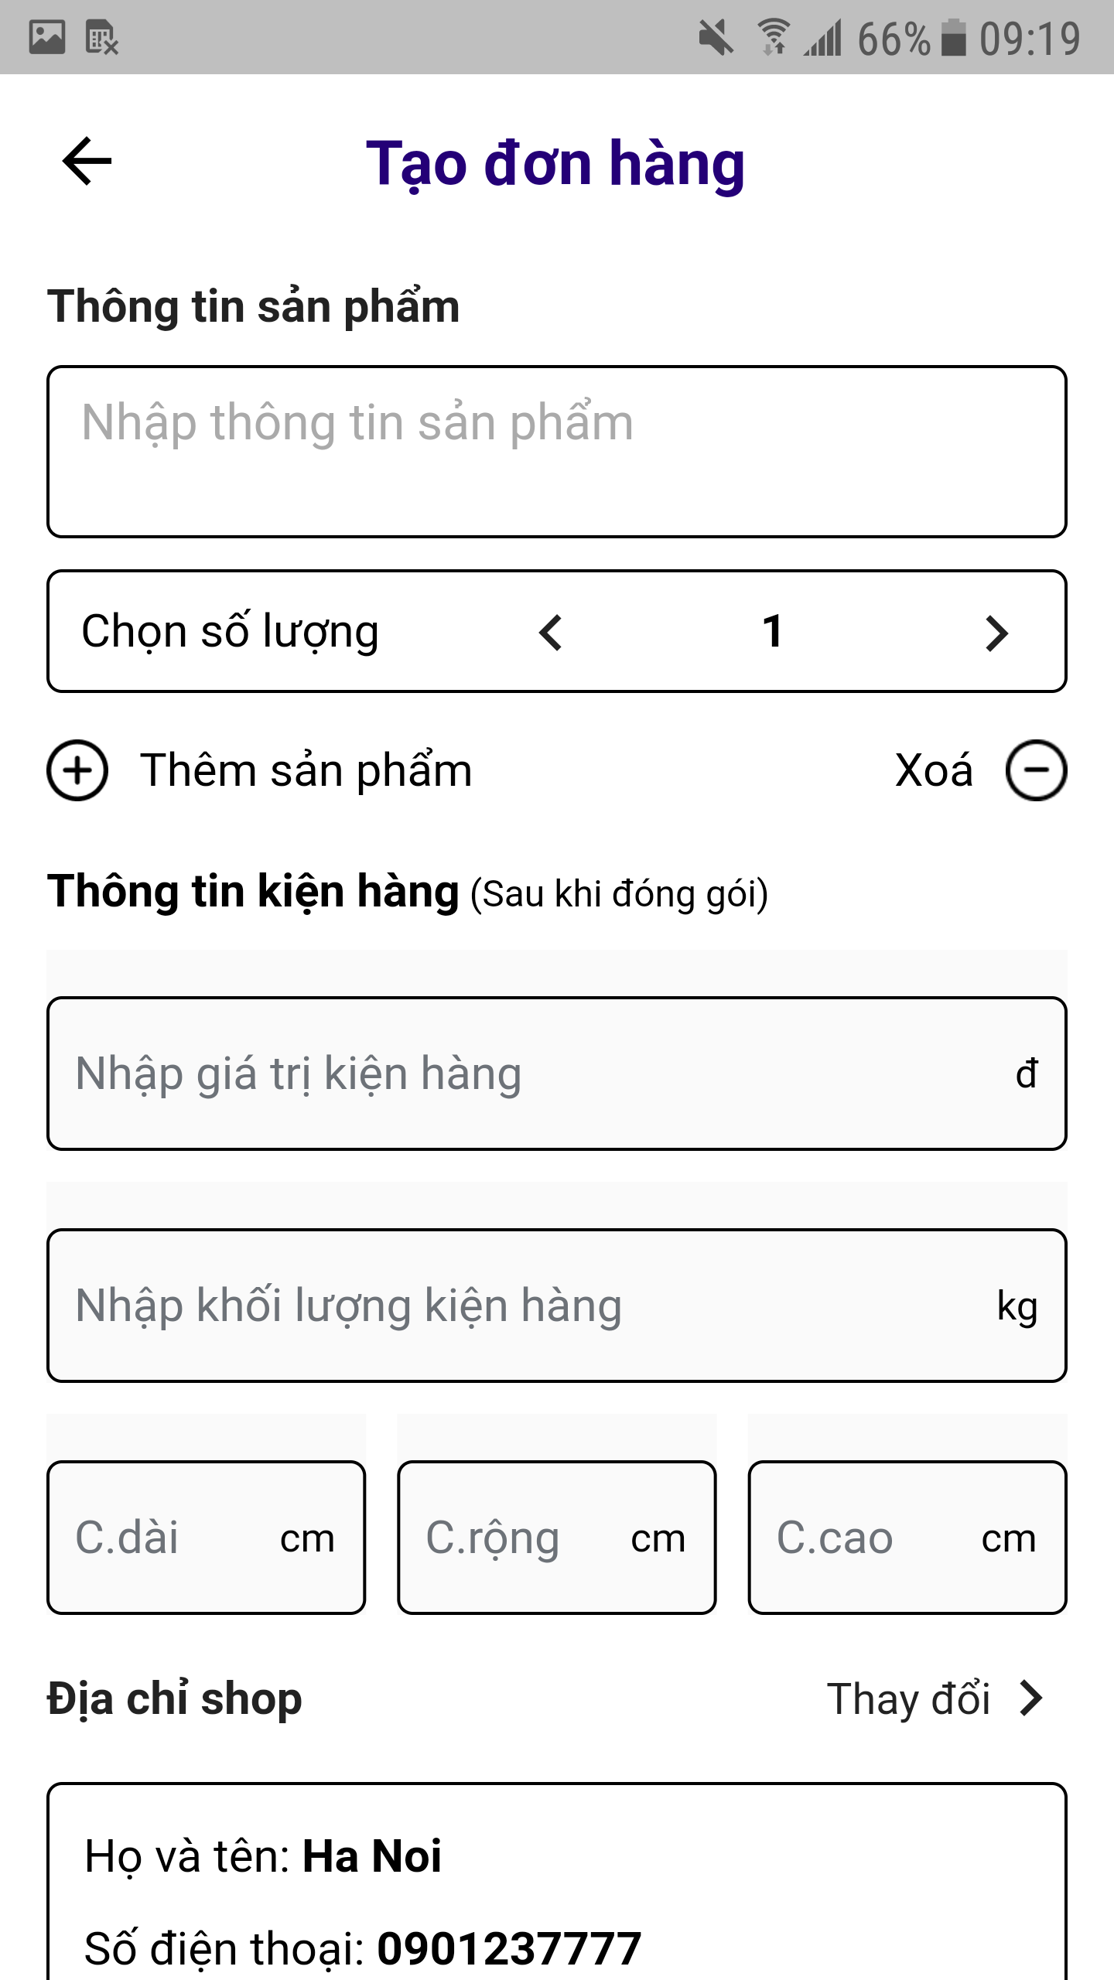 66% 09:19
Tạo đơn hàng
Thông tin sản phẩm
Nhập thông tin sản phẩm
Chọn số lượng 1
Thêm sản phẩm Xoá
Thông tin kiện hàng (Sau khi đóng gói)
Nhập giá trị kiện hàng đ
Nhập khối lượng kiện hàng kg
C.dài cm C.rộng cm C.cao cm
Địa chỉ shop Thay đổi
Họ và tên: Ha Noi
Số điện thoại: 0901237777